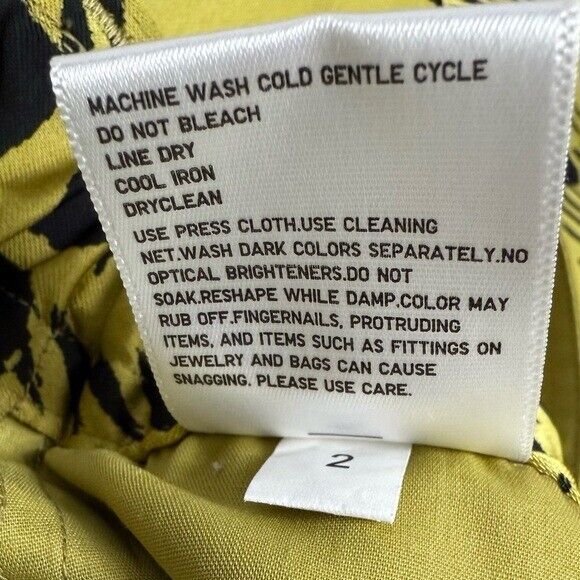 MACHINE WASH COLD GENTLE CYCLE
DO NOT BLEACH
LINE DRY
COOL IRON
DRYCLEAN
USE PRESS CLOTH.USE CLEANING
NET.WASH DARK COLORS SEPARATELY.NO
OPTICAL BRIGHTENERS.DO NOT
SOAK.RESHAPE WHILE DAMP.COLOR MAY
RUB OFF.FINGERNAILS, PROTRUDING
ITEMS, AND ITEMS SUCH AS FITTINGS ON
JEWELRY AND BAGS CAN CAUSE
SNAGGING. PLEASE USE CARE.
2